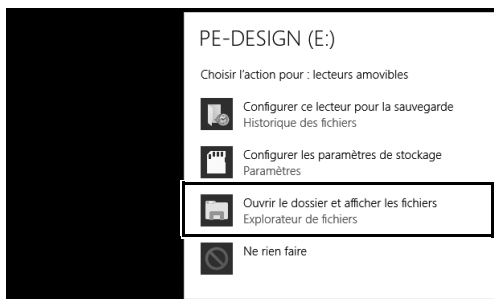 PE-DESIGN (E:)
Choisir l'action pour : lecteurs amovibles
Configurer ce lecteur pour la sauvegarde
Historique des fichiers
Configurer les paramètres de stockage
Paramètres
Ouvrir le dossier et afficher les fichiers
Explorateur de fichiers
Ne rien faire